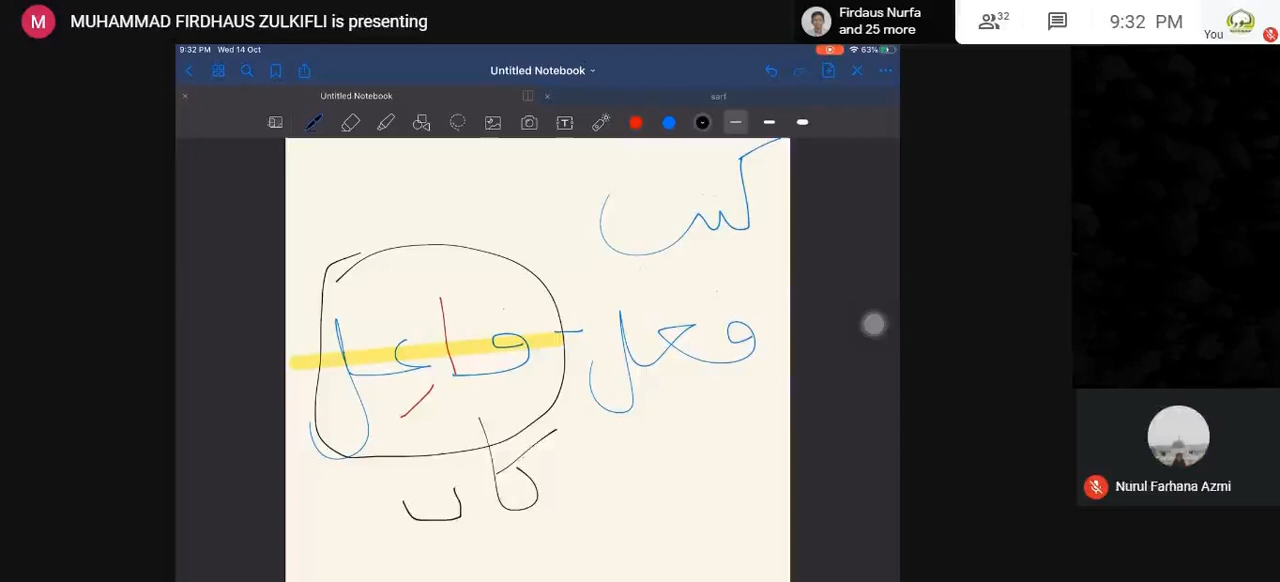 M MUHAMMAD FIRDHAUS ZULKIFLI is presenting
Firdaus Nurfa
and 25 more
32
9:32 PM
You
9:32 PM Wed 14 Oct
63%
Untitled Notebook
Untitled Notebook
sarf
T
فعل - فاعل
Nurul Farhana Azmi